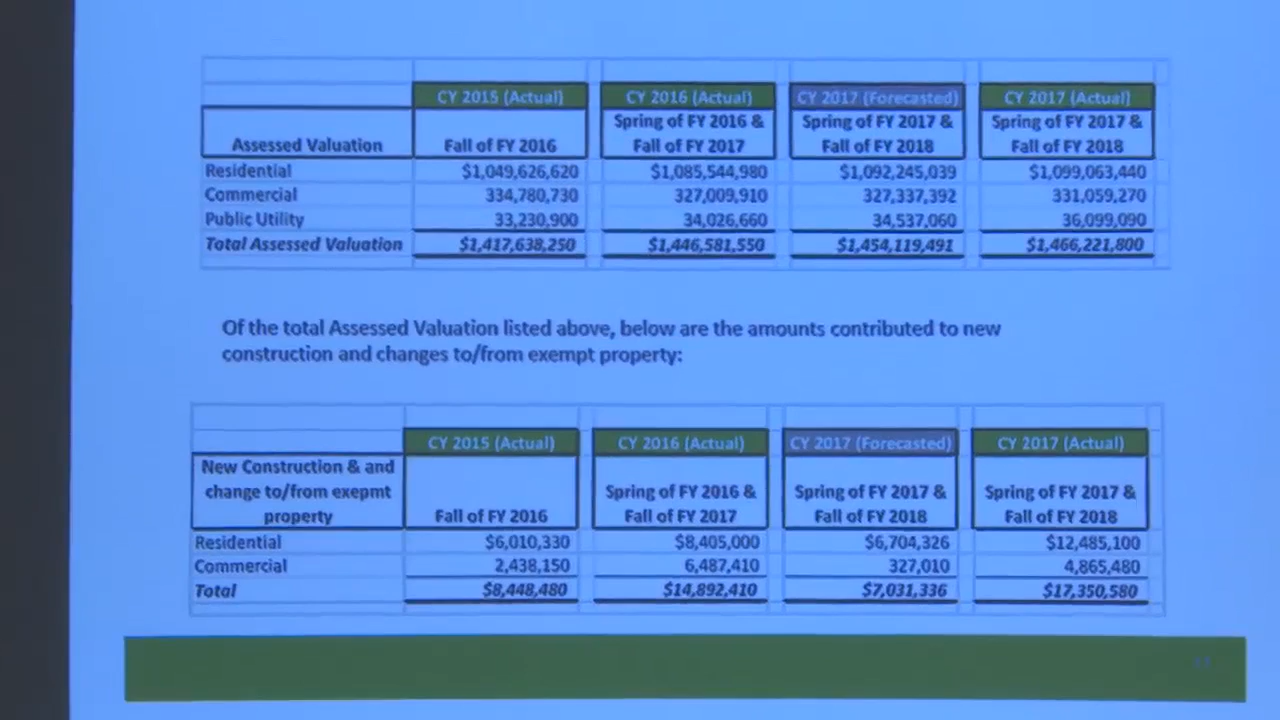 CY 2015 (Actual) CY 2016 (Actual) CY 2017 (Forecasted) CY 2017 (Actual)
Spring of FY 2016 & Spring of FY 2017 & Spring of FY 2017 &
Assessed Valuation Fall of FY 2016 Fall of FY 2017 Fall of FY 2018 Fall of FY 2018
Residential $1,049,626,620 $1,085,544,980 $1,092,245,039 $1,099,063,440
Commercial 334,780,730 327,009,910 327,337,392 331,059,270
Public Utility 33,230,900 34,026,660 34,537,060 36,099,090
Total Assessed Valuation $1,417,638,250 $1,446,581,550 $1,454,119,491 $1,466,221,800
Of the total Assessed Valuation listed above, below are the amounts contributed to new
construction and changes to/from exempt property:
CY 2015 (Actual) CY 2016 (Actual) CY 2017 (Forecasted) CY 2017 (Actual)
New Construction & and
change to/from exepmt Spring of FY 2016 & Spring of FY 2017 & Spring of FY 2017 &
property Fall of FY 2016 Fall of FY 2017 Fall of FY 2018 Fall of FY 2018
Residential $6,010,330 $8,405,000 $6,704,326 $12,485,100
Commercial 2,438,150 6,487,410 327,010 4,865,480
Total $8,448,480 $14,892,410 $7,031,336 $17,350,580